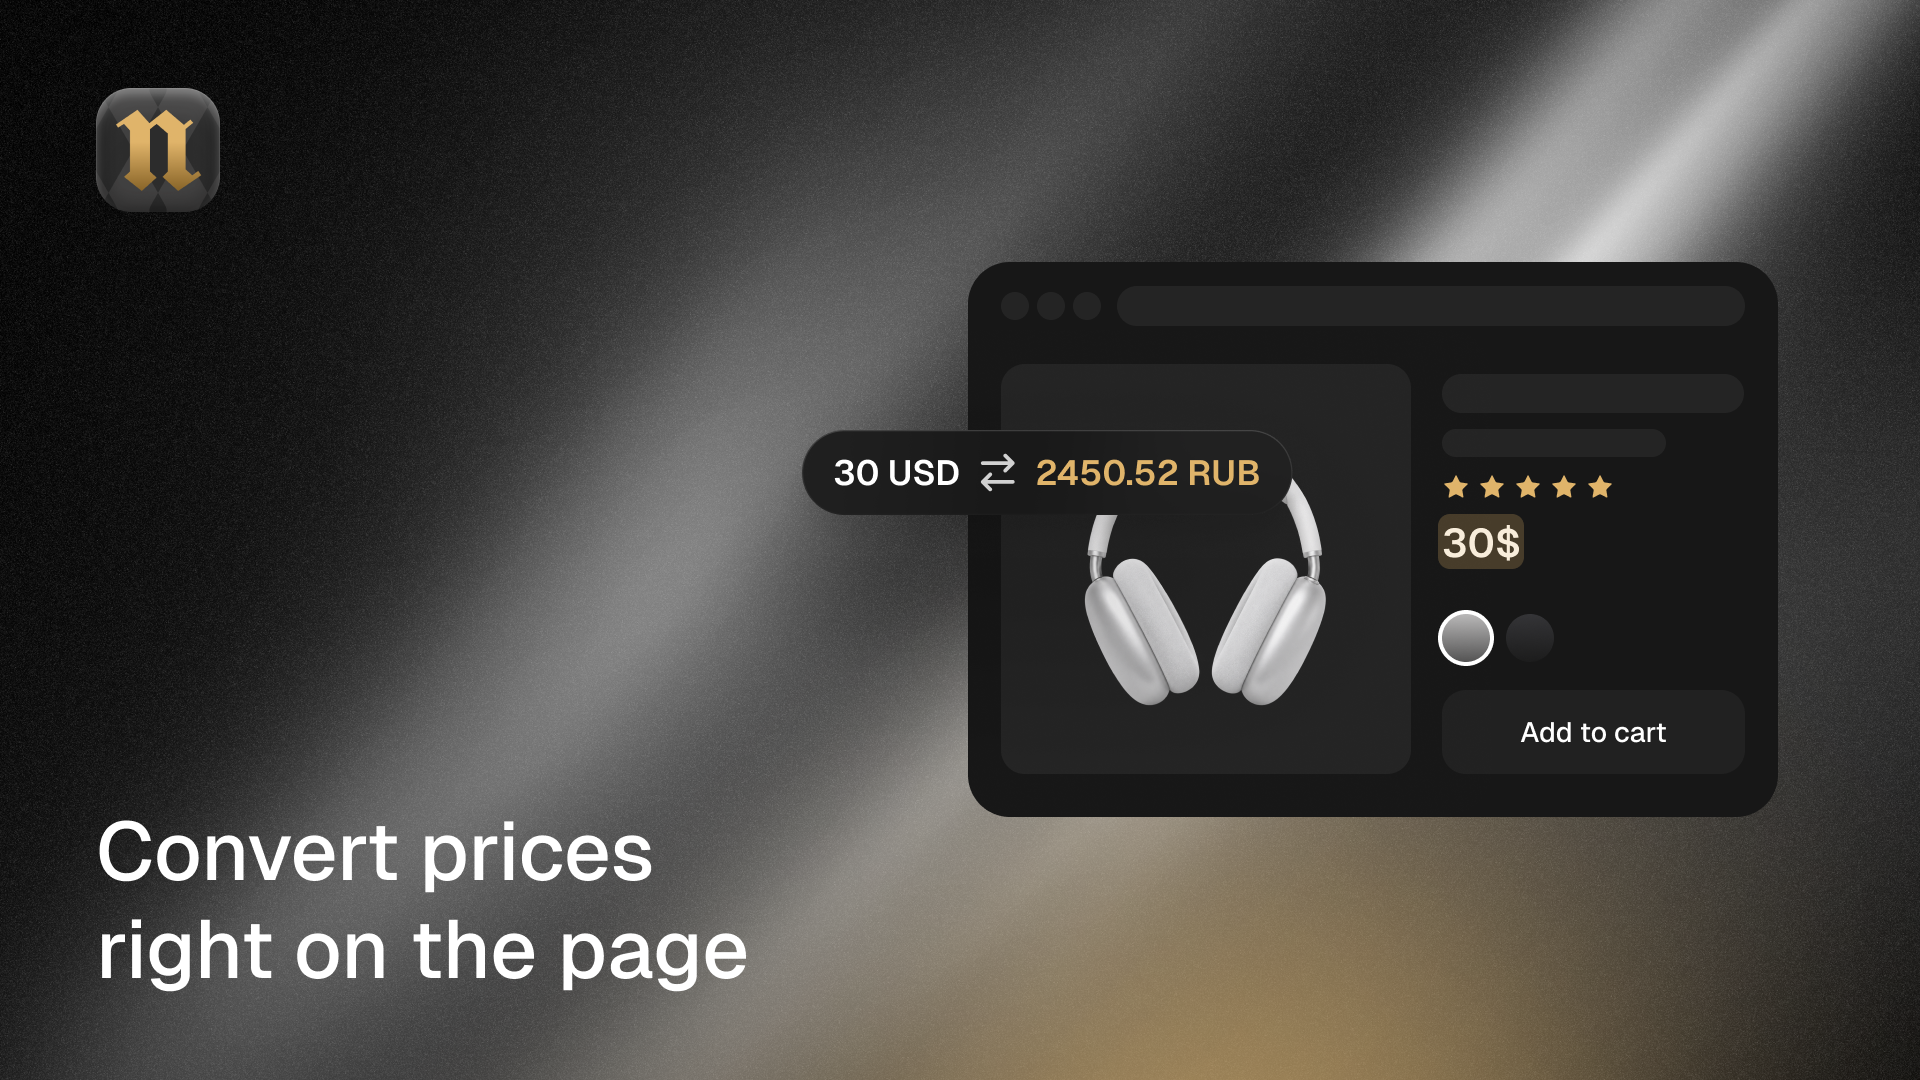 n
30 USD ⇄ 2450.52 RUB
30$
Add to cart
Convert prices
right on the page